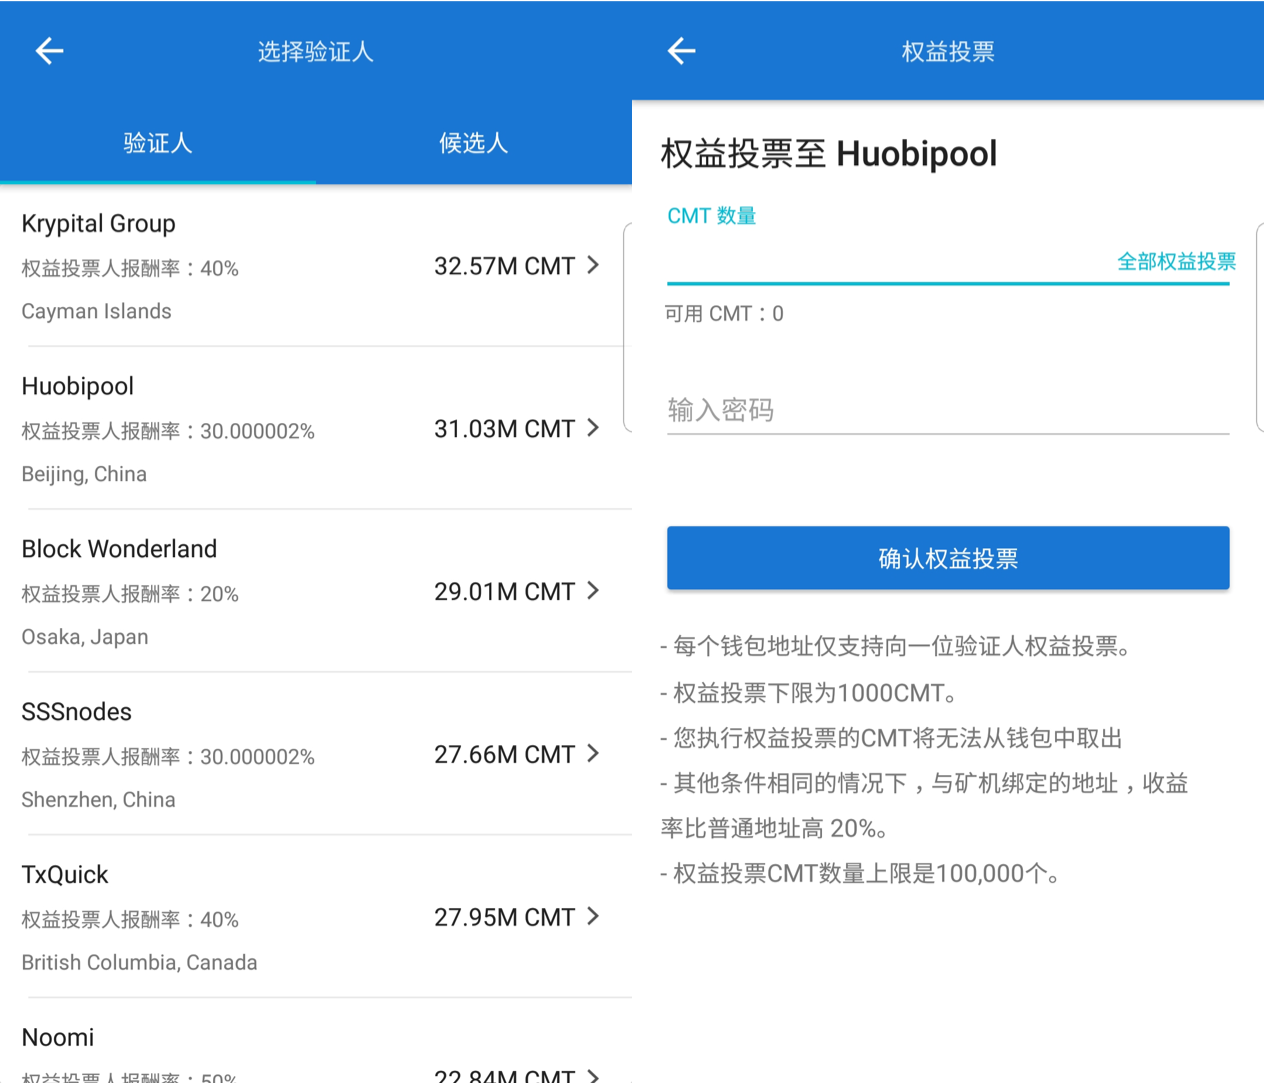 选择验证人
验证人
候选人
Krypital Group
权益投票人报酬率：40%
32.57M CMT
Cayman Islands
Huobipool
权益投票人报酬率：30.000002%
31.03M CMT
Beijing, China
Block Wonderland
权益投票人报酬率：20%
29.01M CMT
Osaka, Japan
SSSnodes
权益投票人报酬率：30.000002%
27.66M CMT
Shenzhen, China
TxQuick
权益投票人报酬率：40%
27.95M CMT
British Columbia, Canada
Noomi
权益投票人报酬率：50%
22.84M CMT
权益投票
权益投票至 Huobipool
CMT 数量
全部权益投票
可用 CMT：0
输入密码
确认权益投票
- 每个钱包地址仅支持向一位验证人权益投票。
- 权益投票下限为1000CMT。
- 您执行权益投票的CMT将无法从钱包中取出
- 其他条件相同的情况下，与矿机绑定的地址，收益
率比普通地址高 20%。
- 权益投票CMT数量上限是100,000个。